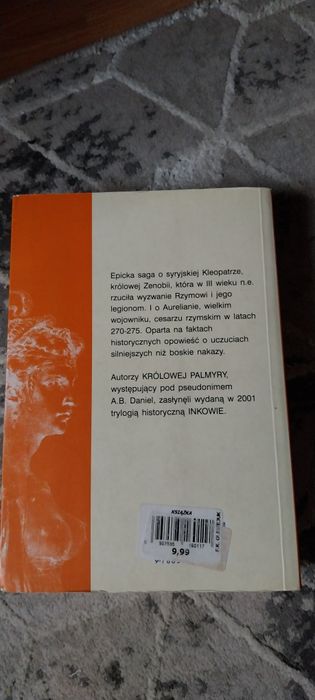 Epicka saga o syryjskiej Kleopatrze,
królowej Zenobii, która w III wieku n.e.
rzuciła wyzwanie Rzymowi i jego
legionom. I o Aurelianie, wielkim
wojowniku, cesarzu rzymskim w latach
270-275. Oparta na faktach
historycznych opowieść o uczuciach
silniejszych niż boskie nakazy.
Autorzy KRÓLOWEJ PALMYRY,
występujący pod pseudonimem
A.B. Daniel, zasłynęli wydaną w 2001
trylogią historyczną INKOWIE.
KSIĄŻKA
9,99